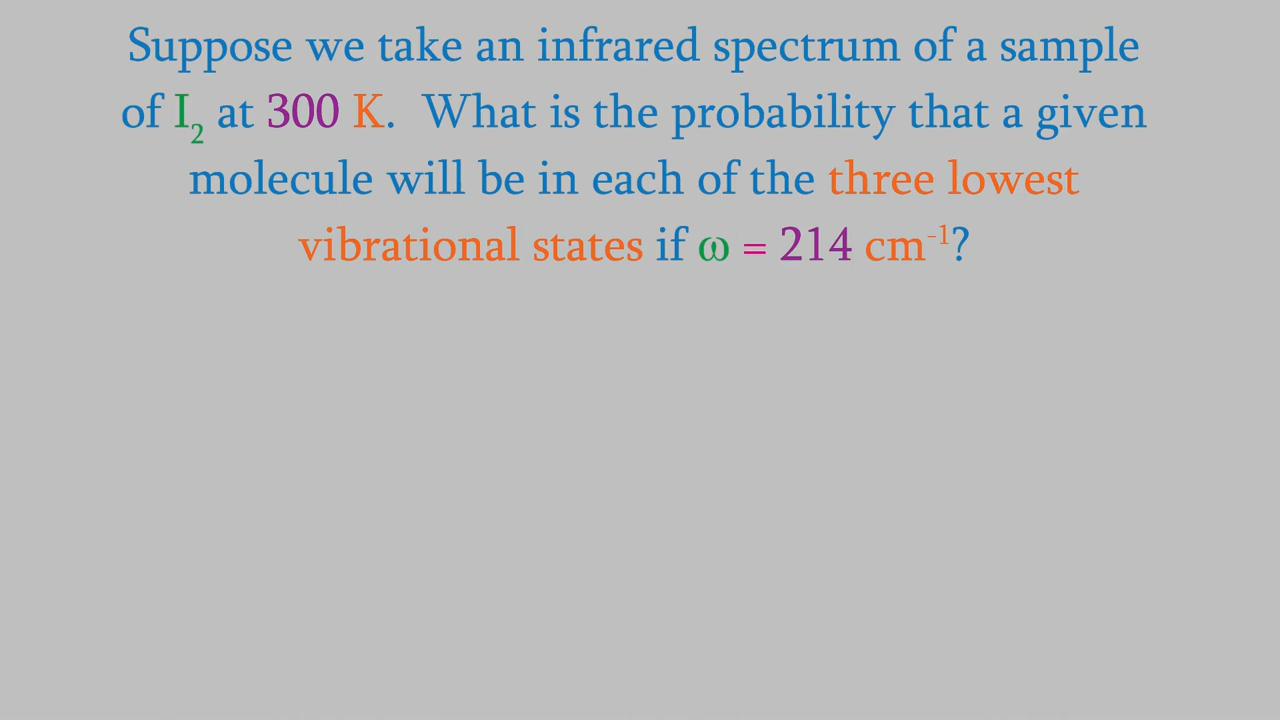 Suppose we take an infrared spectrum of a sample
of I₂ at 300 K.  What is the probability that a given
molecule will be in each of the three lowest
vibrational states if ω = 214 cm⁻¹?